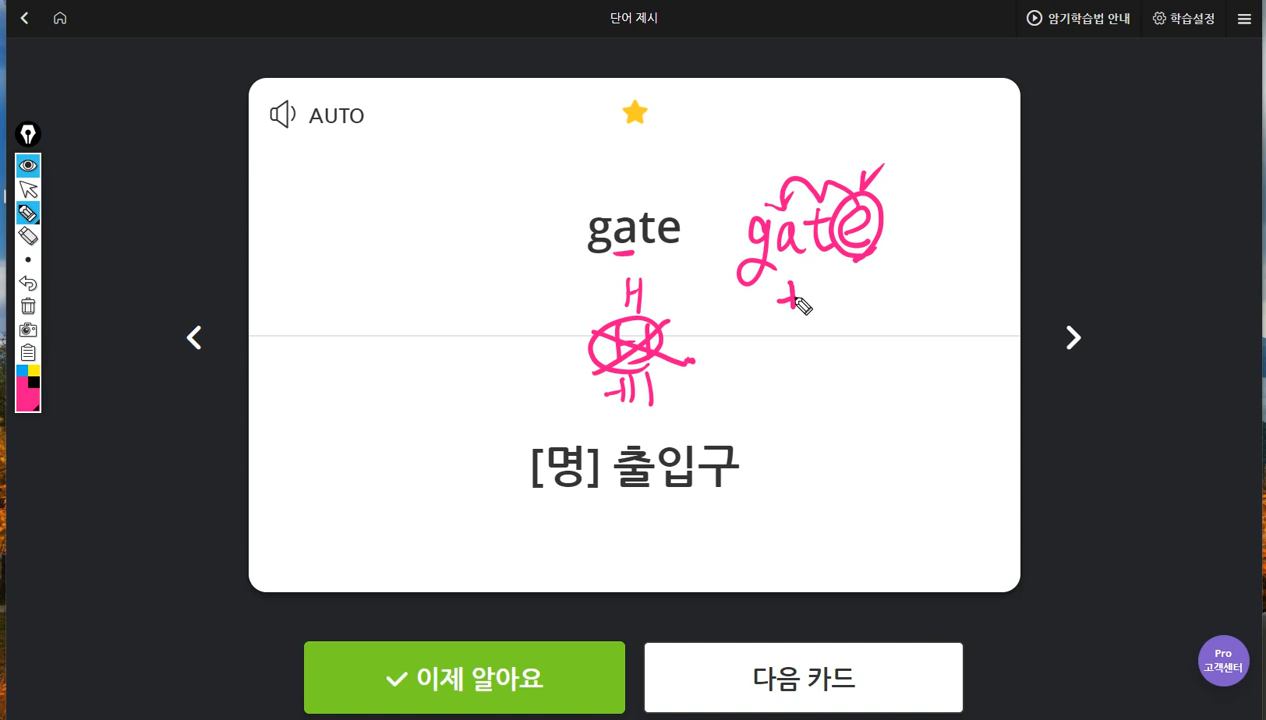 단어 제시
암기학습법 안내
학습설정
AUTO
gate
gate
H
ㅔㅣ
[명] 출입구
이제 알아요
다음 카드
Pro
고객센터